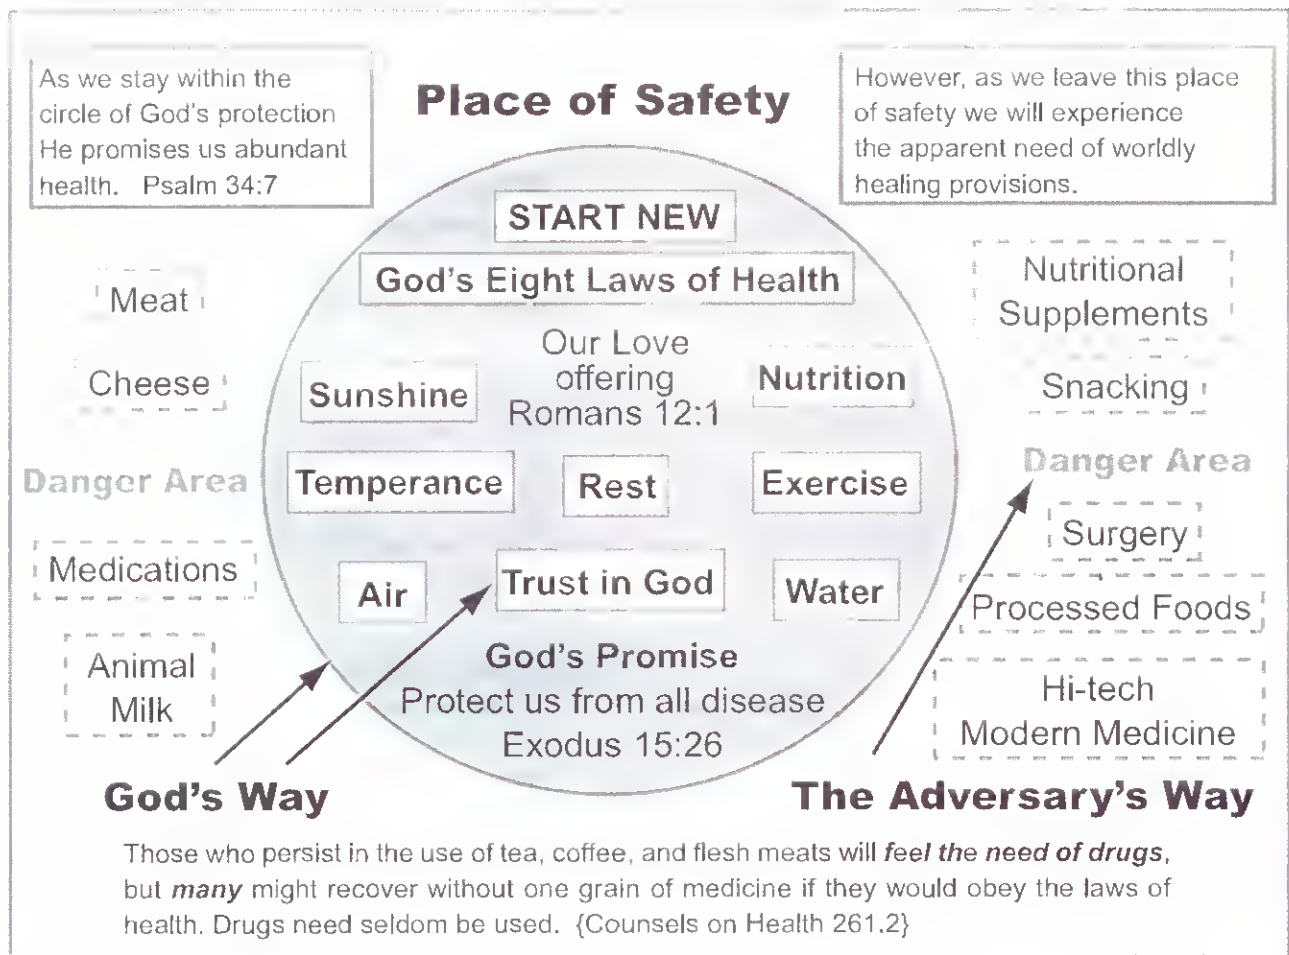 As we stay within the
circle of God's protection
He promises us abundant
health. Psalm 34:7
Place of Safety
However, as we leave this place
of safety we will experience
the apparent need of worldly
healing provisions.
START NEW
God's Eight Laws of Health
Our Love
offering
Romans 12:1
Sunshine
Nutrition
Temperance
Rest
Exercise
Air
Trust in God
Water
God's Promise
Protect us from all disease
Exodus 15:26
Meat
Cheese
Danger Area
Medications
Animal
Milk
Nutritional
Supplements
Snacking
Danger Area
Surgery
Processed Foods
Hi-tech
Modern Medicine
God's Way
The Adversary's Way
Those who persist in the use of tea, coffee, and flesh meats will feel the need of drugs,
but many might recover without one grain of medicine if they would obey the laws of
health. Drugs need seldom be used. {Counsels on Health 261.2}